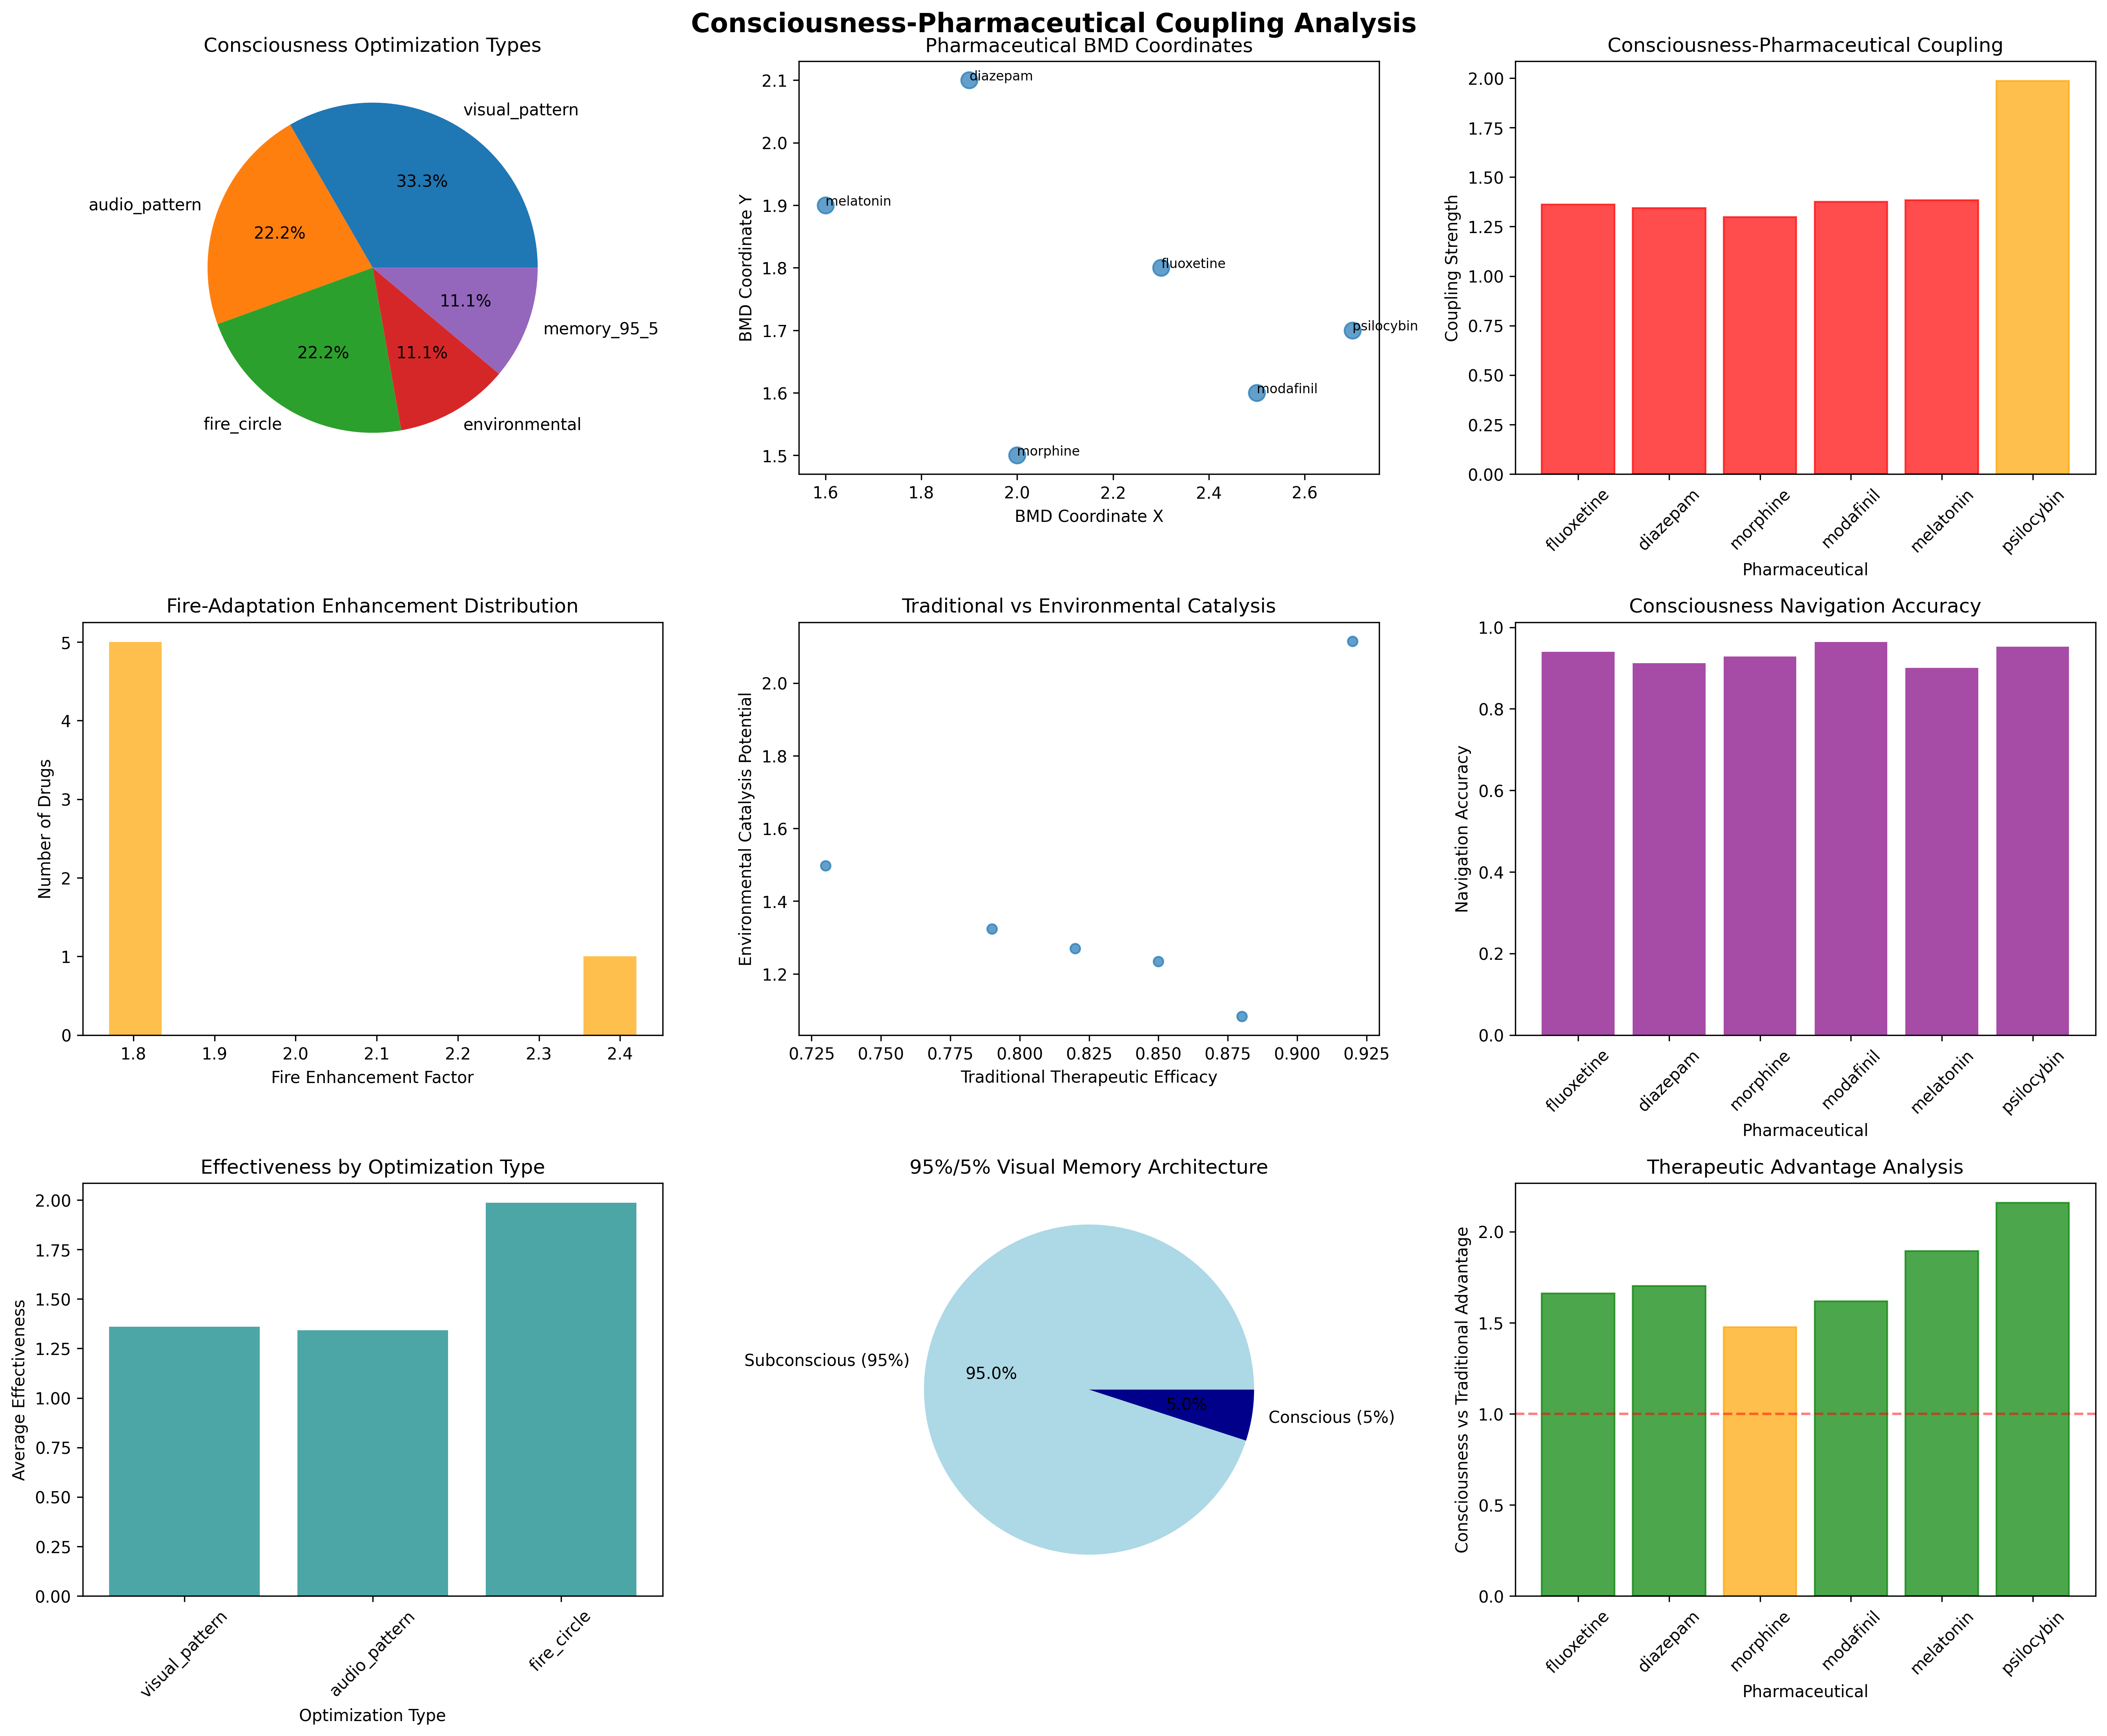 Consciousness-Pharmaceutical Coupling Analysis
Consciousness Optimization Types
visual_pattern
33.3%
audio_pattern
22.2%
fire_circle
22.2%
environmental
11.1%
memory_95_5
11.1%
Pharmaceutical BMD Coordinates
BMD Coordinate Y
2.1
2.0
1.9
1.8
1.7
1.6
1.5
diazepam
melatonin
fluoxetine
psilocybin
modafinil
morphine
1.6 1.8 2.0 2.2 2.4 2.6
BMD Coordinate X
Consciousness-Pharmaceutical Coupling
Coupling Strength
2.00
1.75
1.50
1.25
1.00
0.75
0.50
0.25
0.00
fluoxetine diazepam morphine modafinil melatonin psilocybin
Pharmaceutical
Fire-Adaptation Enhancement Distribution
Number of Drugs
5
4
3
2
1
0
1.8 1.9 2.0 2.1 2.2 2.3 2.4
Fire Enhancement Factor
Traditional vs Environmental Catalysis
Environmental Catalysis Potential
2.0
1.8
1.6
1.4
1.2
0.725 0.750 0.775 0.800 0.825 0.850 0.875 0.900 0.925
Traditional Therapeutic Efficacy
Consciousness Navigation Accuracy
Navigation Accuracy
1.0
0.8
0.6
0.4
0.2
0.0
fluoxetine diazepam morphine modafinil melatonin psilocybin
Pharmaceutical
Effectiveness by Optimization Type
Average Effectiveness
2.00
1.75
1.50
1.25
1.00
0.75
0.50
0.25
0.00
visual_pattern audio_pattern fire_circle
Optimization Type
95%/5% Visual Memory Architecture
Subconscious (95%)
95.0%
5.0%
Conscious (5%)
Therapeutic Advantage Analysis
Consciousness vs Traditional Advantage
2.0
1.5
1.0
0.5
0.0
fluoxetine diazepam morphine modafinil melatonin psilocybin
Pharmaceutical